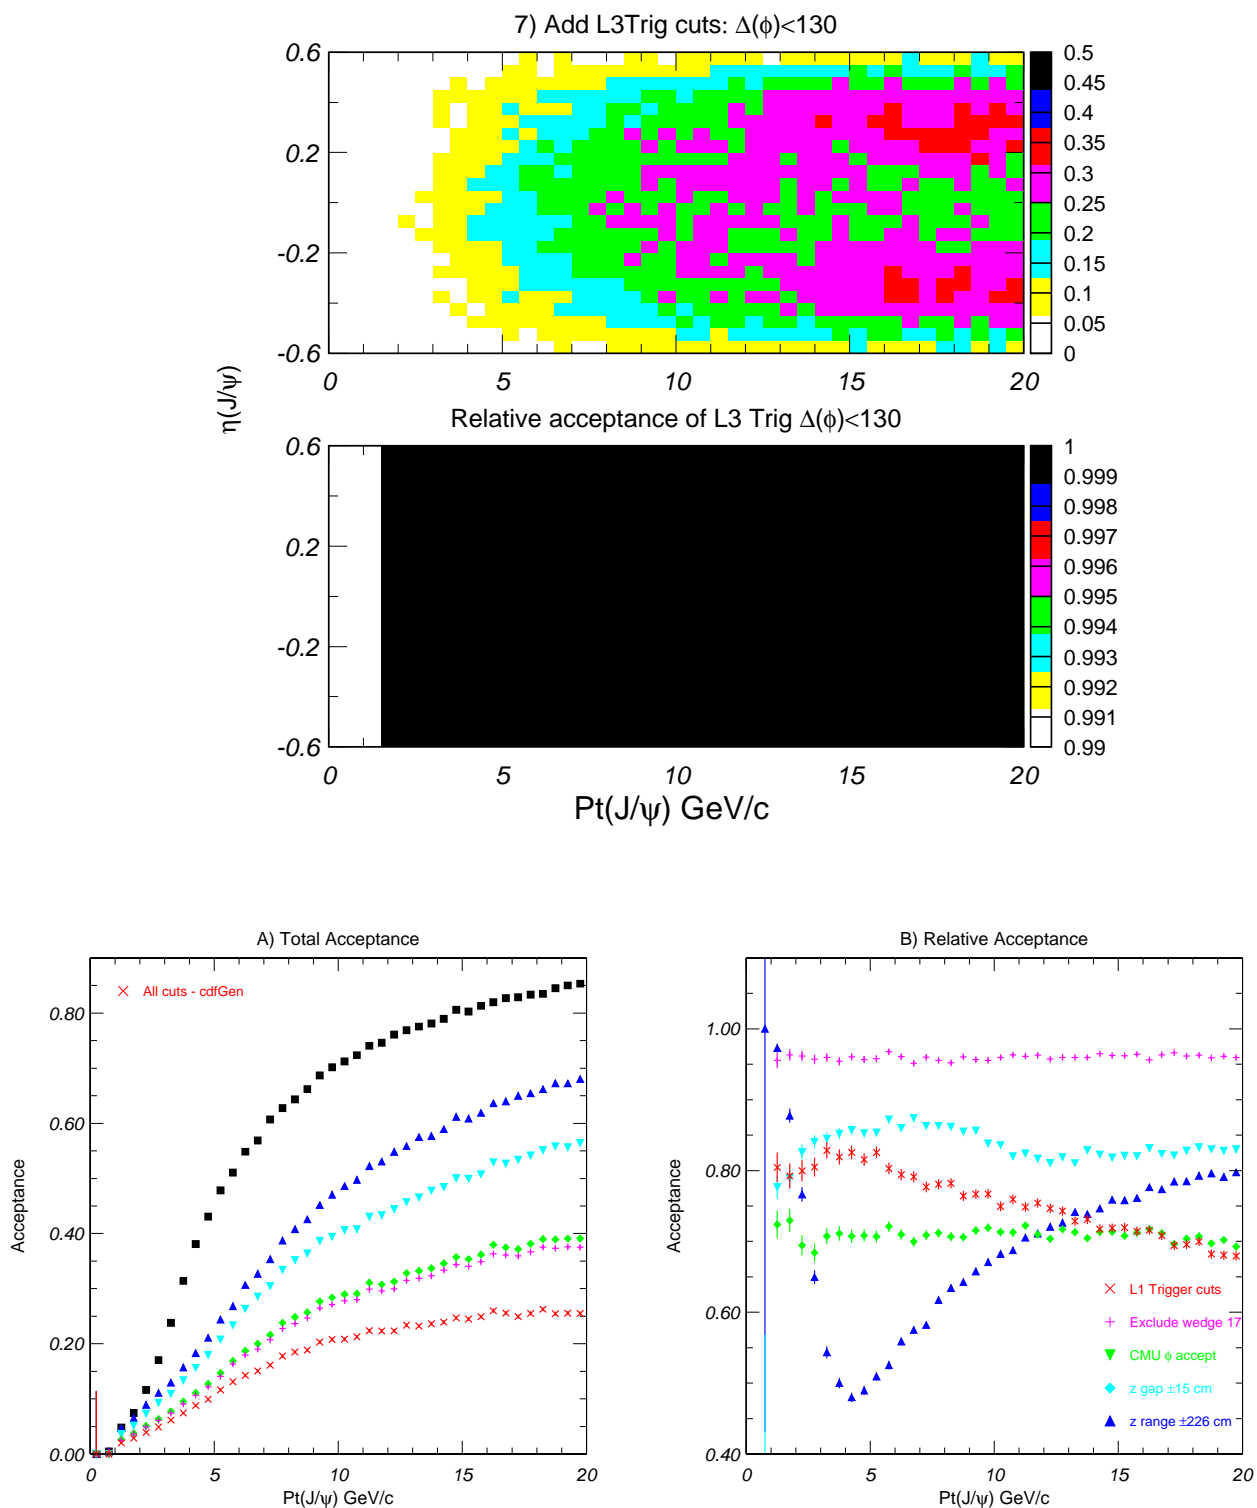 7) Add L3Trig cuts: Δ(φ)<130
0.6
0.2
-0.2
-0.6
0 5 10 15 20
0.5
0.45
0.4
0.35
0.3
0.25
0.2
0.15
0.1
0.05
0
η(J/ψ)
Relative acceptance of L3 Trig Δ(φ)<130
0.6
0.2
-0.2
-0.6
0 5 10 15 20
1
0.999
0.998
0.997
0.996
0.995
0.994
0.993
0.992
0.991
0.99
Pt(J/ψ) GeV/c
A) Total Acceptance
All cuts - cdfGen
0.80
0.60
0.40
0.20
0.00
Acceptance
0 5 10 15 20
Pt(J/ψ) GeV/c
B) Relative Acceptance
1.00
0.80
0.60
0.40
Acceptance
L1 Trigger cuts
Exclude wedge 17
CMU φ accept
z gap ±15 cm
z range ±226 cm
0 5 10 15 20
Pt(J/ψ) GeV/c